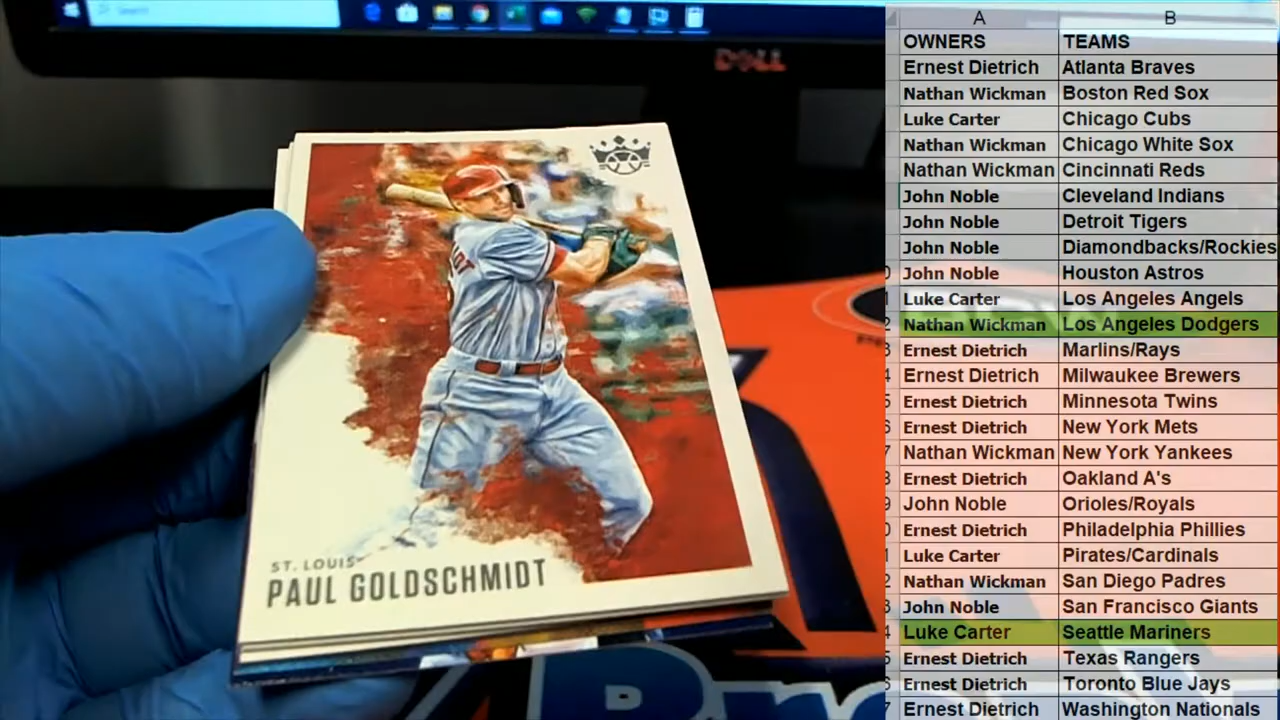 Search
DELL
ST. LOUIS
PAUL GOLDSCHMIDT
A B
OWNERS TEAMS
Ernest Dietrich Atlanta Braves
Nathan Wickman Boston Red Sox
Luke Carter Chicago Cubs
Nathan Wickman Chicago White Sox
Nathan Wickman Cincinnati Reds
John Noble Cleveland Indians
John Noble Detroit Tigers
John Noble Diamondbacks/Rockies
John Noble Houston Astros
Luke Carter Los Angeles Angels
Nathan Wickman Los Angeles Dodgers
Ernest Dietrich Marlins/Rays
Ernest Dietrich Milwaukee Brewers
Ernest Dietrich Minnesota Twins
Ernest Dietrich New York Mets
Nathan Wickman New York Yankees
Ernest Dietrich Oakland A's
John Noble Orioles/Royals
Ernest Dietrich Philadelphia Phillies
Luke Carter Pirates/Cardinals
Nathan Wickman San Diego Padres
John Noble San Francisco Giants
Luke Carter Seattle Mariners
Ernest Dietrich Texas Rangers
Ernest Dietrich Toronto Blue Jays
Ernest Dietrich Washington Nationals